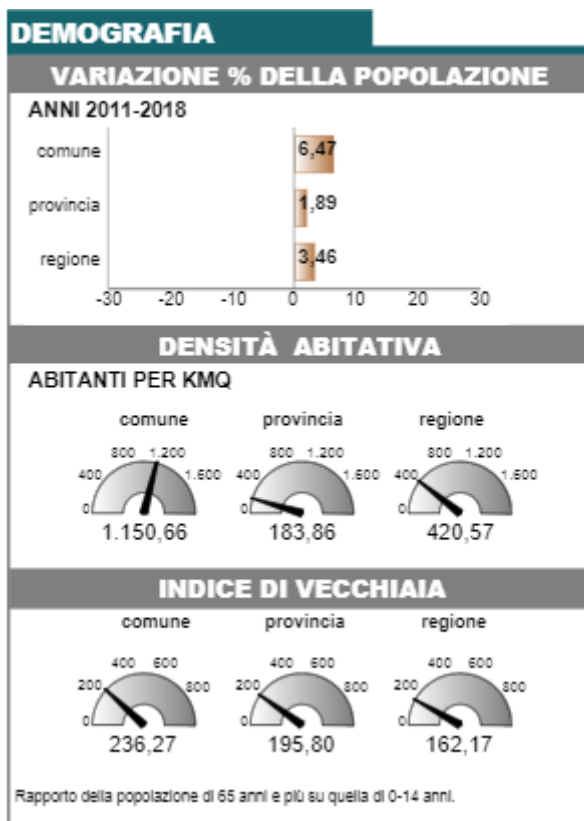 DEMOGRAFIA
VARIAZIONE % DELLA POPOLAZIONE
ANNI 2011-2018
comune 6,47
provincia 1,89
regione 3,46
-30 -20 -10 0 10 20 30
DENSITÀ ABITATIVA
ABITANTI PER KMQ
comune provincia regione
0 400 800 1.200 1.600 0 400 800 1.200 1.600 0 400 800 1.200 1.600
1.150,66 183,86 420,57
INDICE DI VECCHIAIA
comune provincia regione
0 200 400 600 800 0 200 400 600 800 0 200 400 600 800
236,27 195,80 162,17
Rapporto della popolazione di 65 anni e più su quella di 0-14 anni.